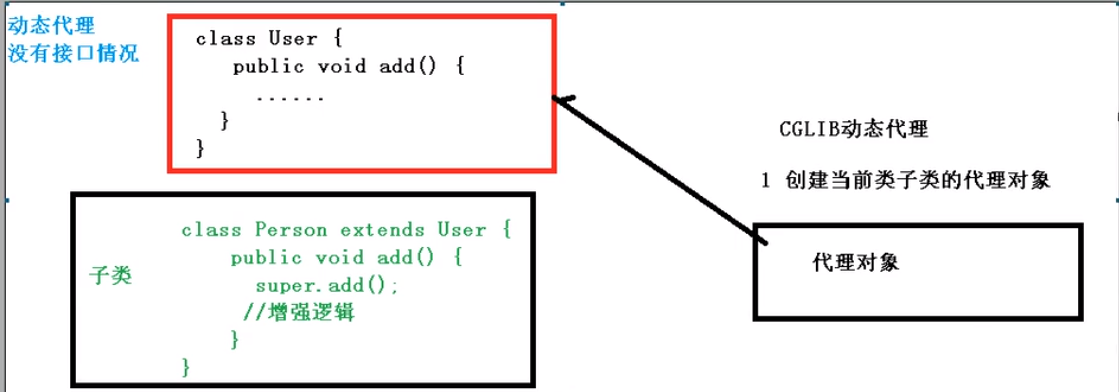 动态代理
没有接口情况
class User {
public void add() {
......
}
}
CGLIB动态代理
1 创建当前类子类的代理对象
代理对象
子类
class Person extends User {
public void add() {
super.add();
//增强逻辑
}
}